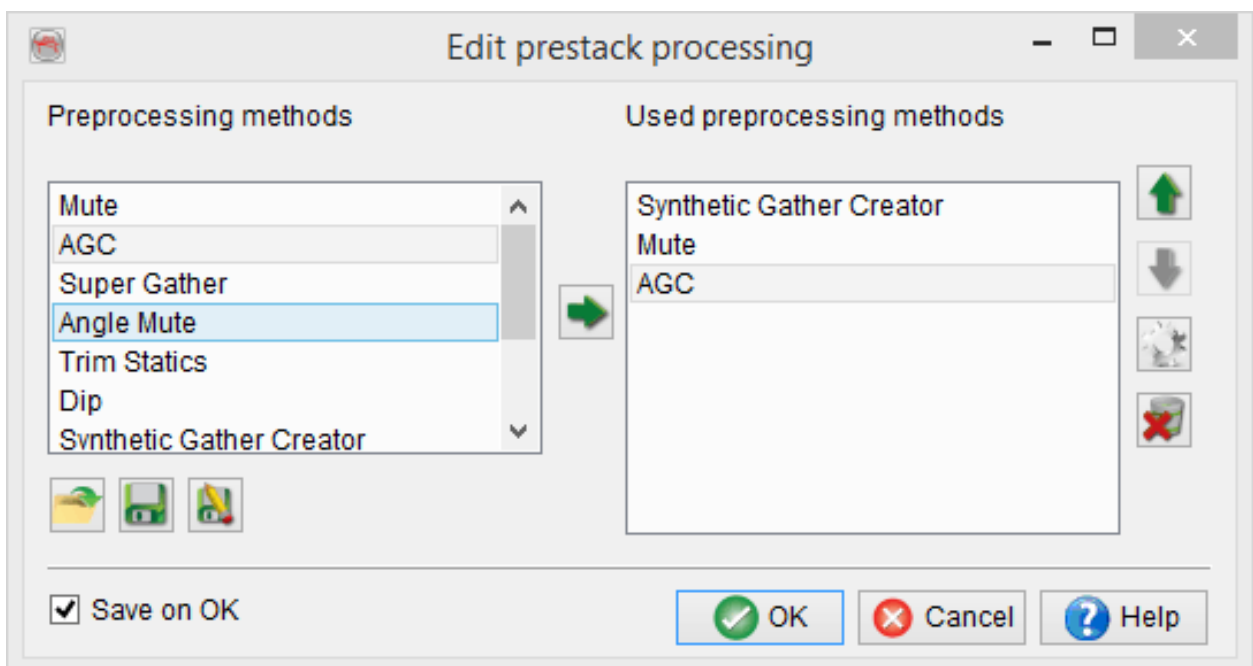 Edit prestack processing
Preprocessing methods
Mute
AGC
Super Gather
Angle Mute
Trim Statics
Dip
Synthetic Gather Creator
Used preprocessing methods
Synthetic Gather Creator
Mute
AGC
Save on OK
OK
Cancel
Help